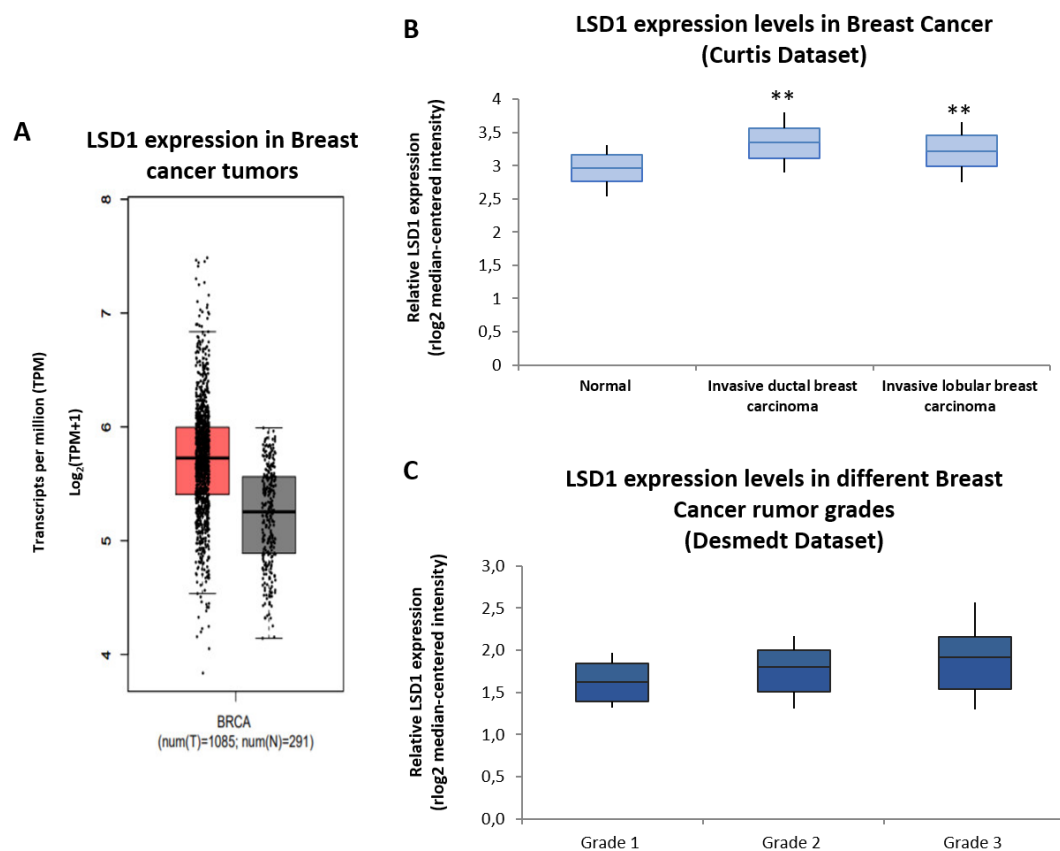 A
LSD1 expression in Breast
cancer tumors
Transcripts per million (TPM)
Log₂(TPM+1)
8
7
6
5
4
BRCA
(num(T)=1085; num(N)=291)
B
LSD1 expression levels in Breast Cancer
(Curtis Dataset)
Relative LSD1 expression
(rlog2 median-centered intensity)
4
3,5
3
2,5
2
1,5
1
0,5
0
**
**
Normal
Invasive ductal breast
carcinoma
Invasive lobular breast
carcinoma
C
LSD1 expression levels in different Breast
Cancer rumor grades
(Desmedt Dataset)
Relative LSD1 expression
(rlog2 median-centered intensity)
3,0
2,5
2,0
1,5
1,0
0,5
0,0
Grade 1
Grade 2
Grade 3